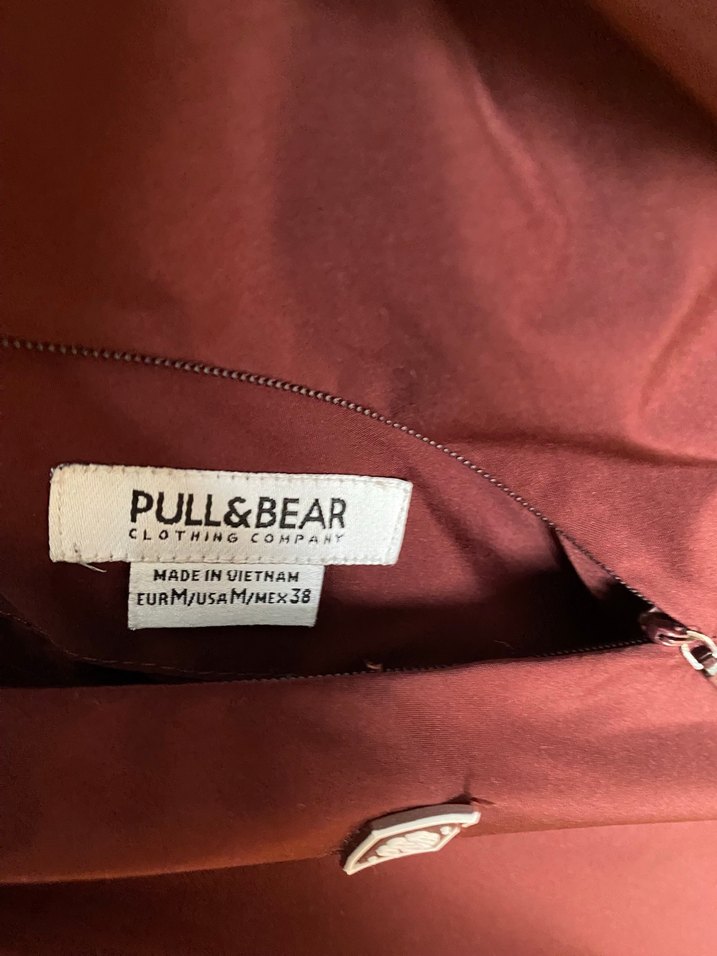 PULL&BEAR
CLOTHING COMPANY
MADE IN VIETNAM
EURM/USAM/MEX38